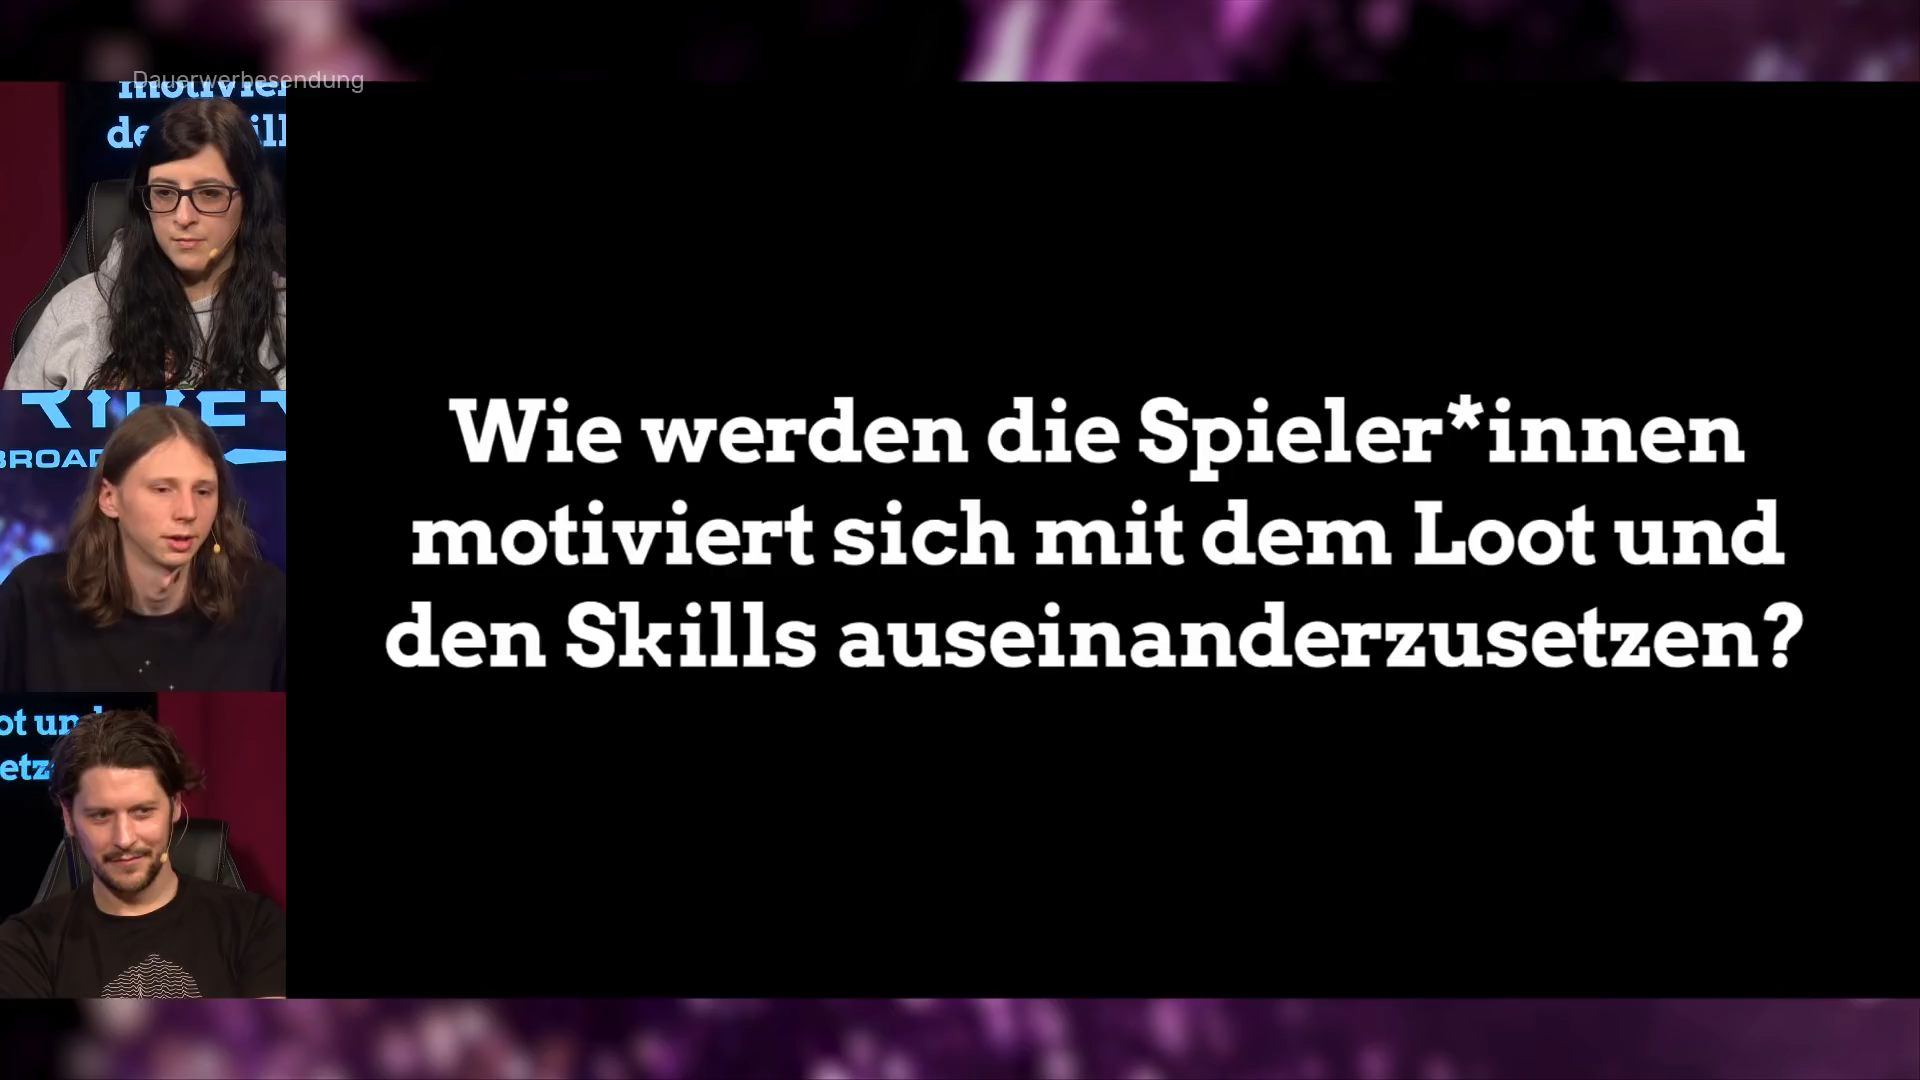 Dauerwerbesendung
Wie werden die Spieler*innen
motiviert sich mit dem Loot und
den Skills auseinanderzusetzen?